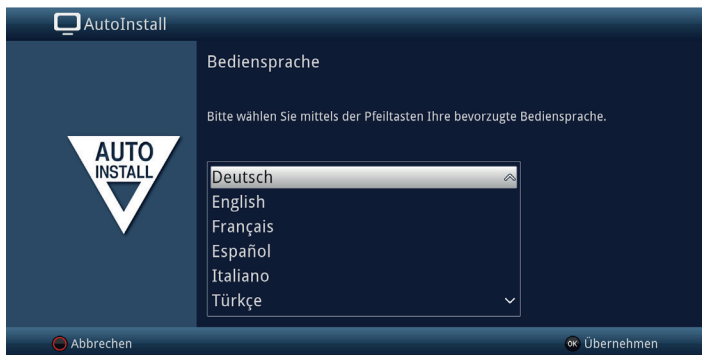 AutoInstall
Bediensprache
Bitte wählen Sie mittels der Pfeiltasten Ihre bevorzugte Bediensprache.
AUTO
INSTALL
Deutsch
English
Français
Español
Italiano
Türkçe
Abbrechen
OK Übernehmen